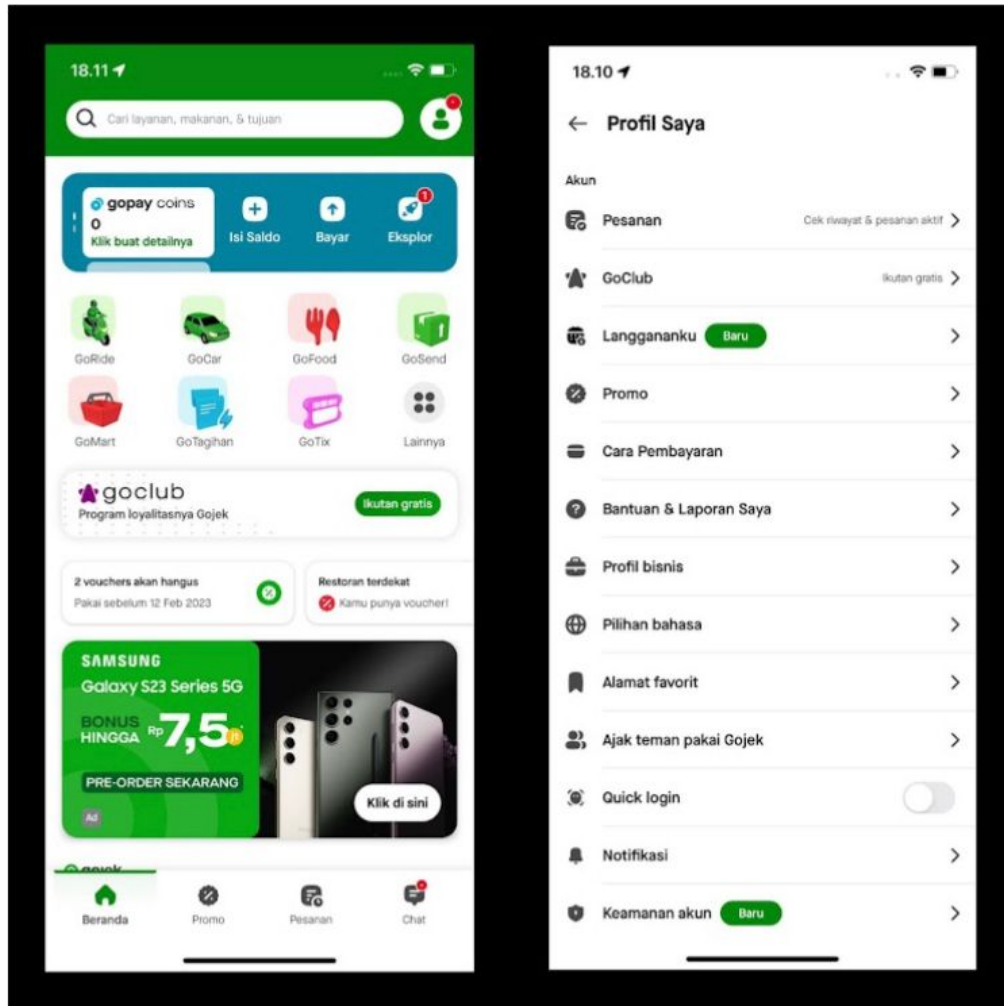 18.11
Cari layanan, makanan, & tujuan
gopay coins
0
Klik buat detailnya
Isi Saldo
Bayar
1
Eksplor
GoRide
GoCar
GoFood
GoSend
GoMart
GoTagihan
GoTix
Lainnya
goclub
Program loyalitasnya Gojek
Ikutan gratis
2 vouchers akan hangus
Pakai sebelum 12 Feb 2023
Restoran terdekat
Kamu punya voucher!
SAMSUNG
Galaxy S23 Series 5G
BONUS
HINGGA Rp 7,5 jt*
PRE-ORDER SEKARANG
Klik di sini
Ad
gojek
Beranda
Promo
Pesanan
Chat
18.10
Profil Saya
Akun
Pesanan
Cek riwayat & pesanan aktif
GoClub
Ikutan gratis
Langgananku
Baru
Promo
Cara Pembayaran
Bantuan & Laporan Saya
Profil bisnis
Pilihan bahasa
Alamat favorit
Ajak teman pakai Gojek
Quick login
Notifikasi
Keamanan akun
Baru